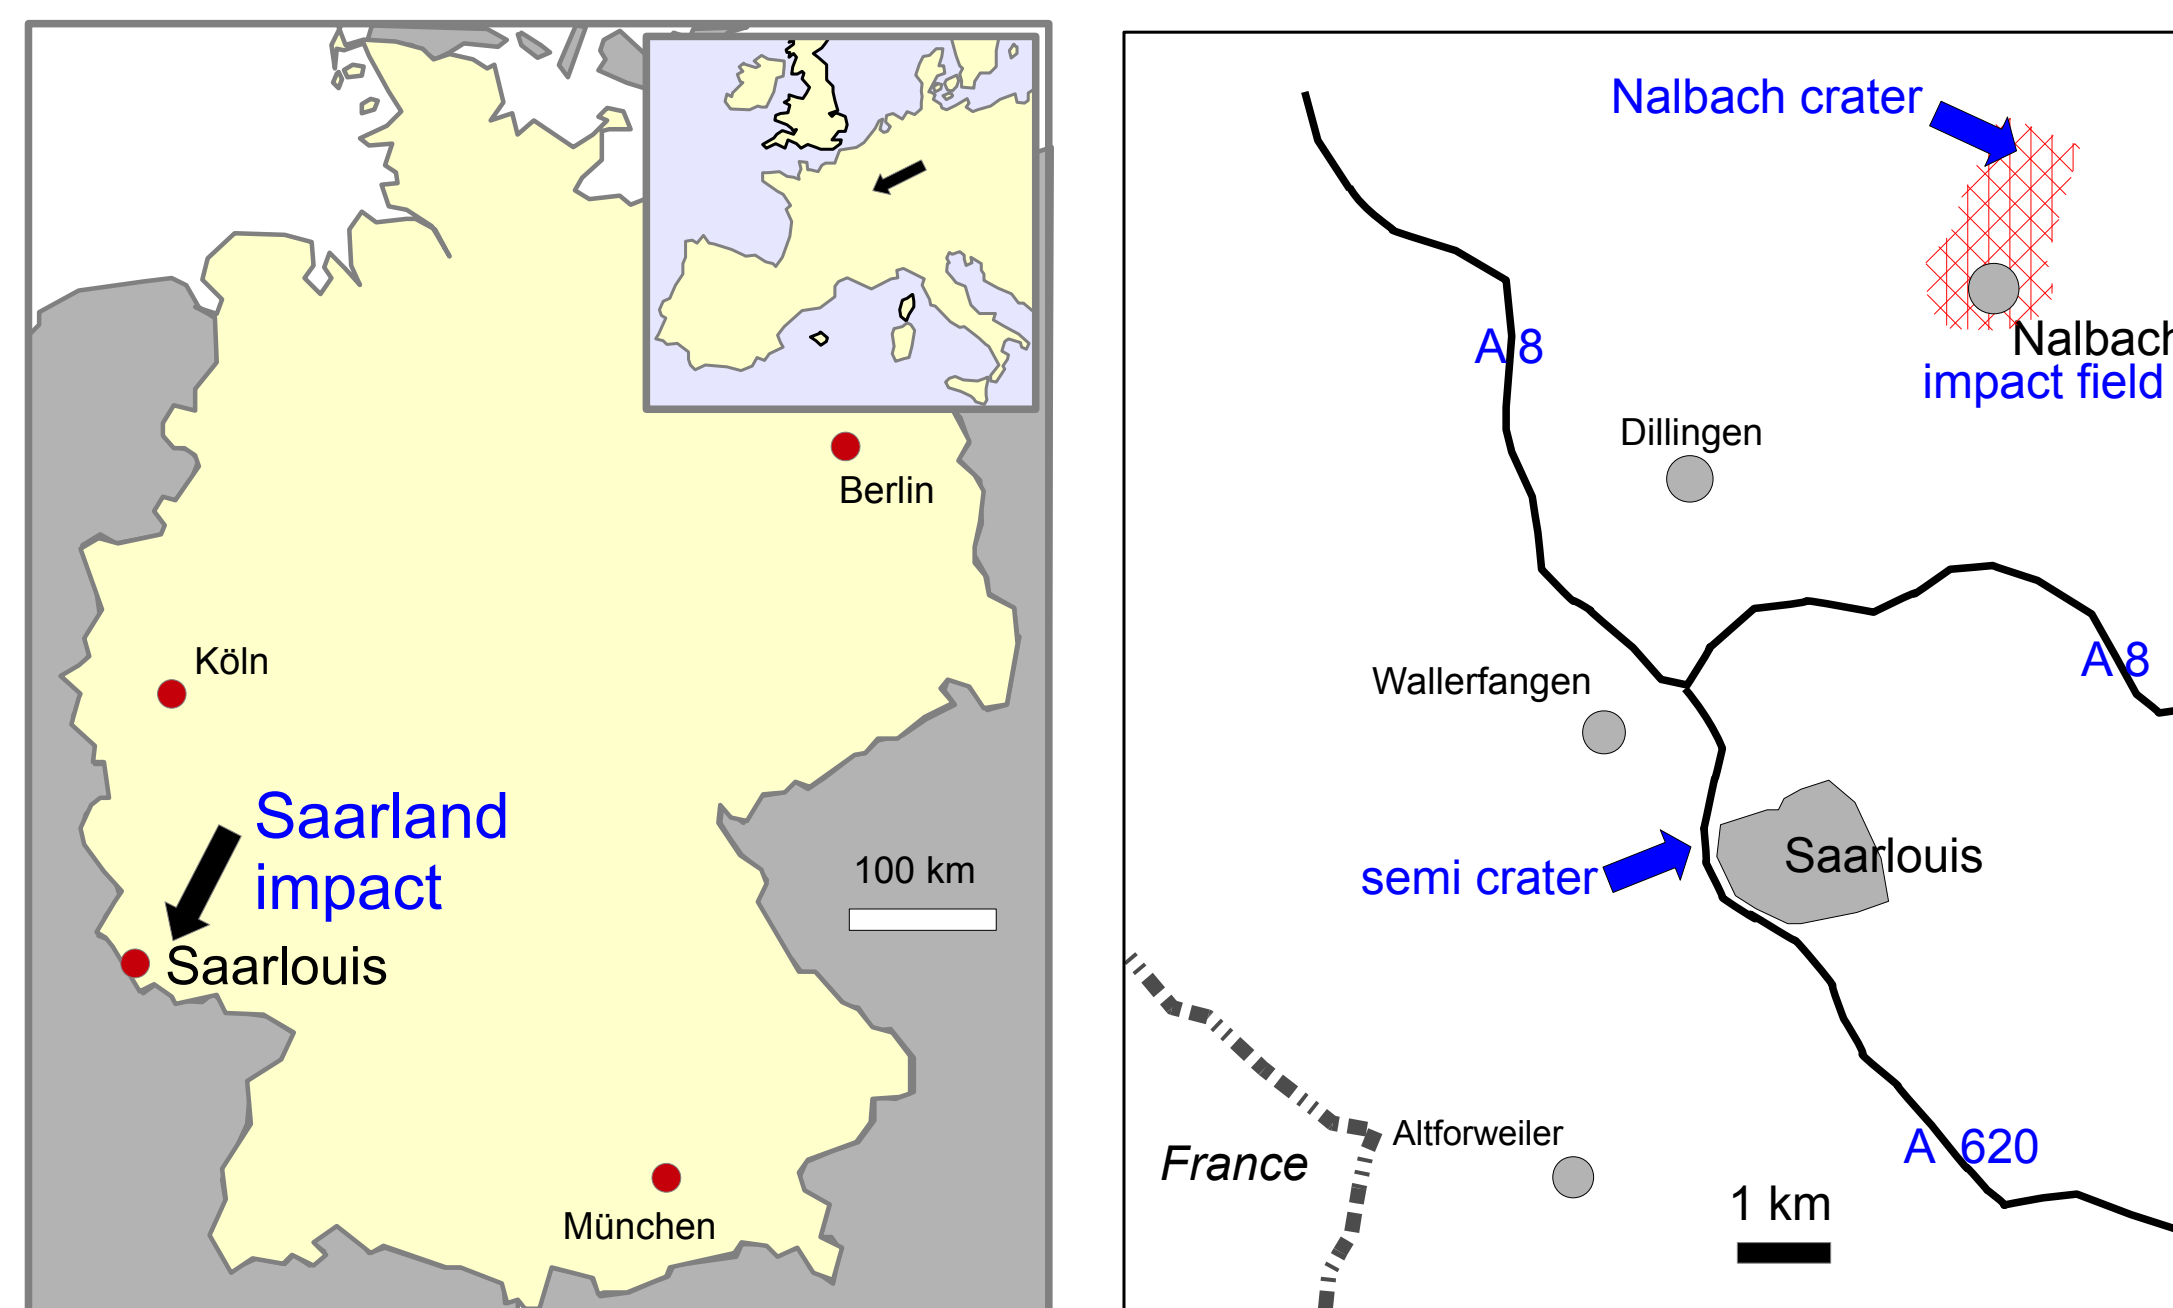 Berlin
Köln
Saarland
impact
100 km
Saarlouis
München
Nalbach crater
A 8
Nalbach
impact field
Dillingen
A 8
Wallerfangen
Saarlouis
semi crater
Altforweiler
France
A 620
1 km